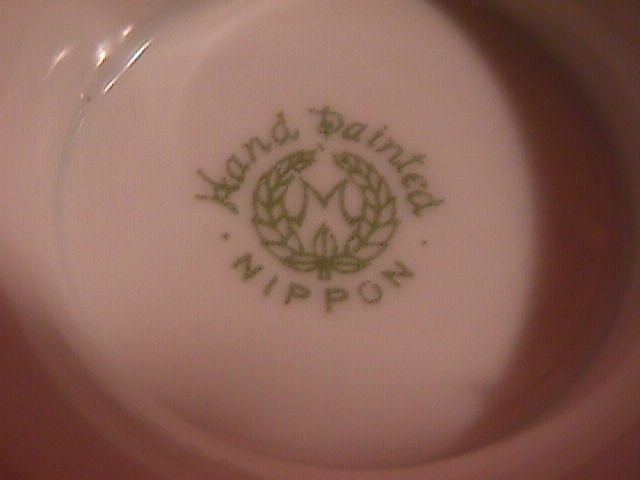 Hand Painted
M
· NIPPON ·